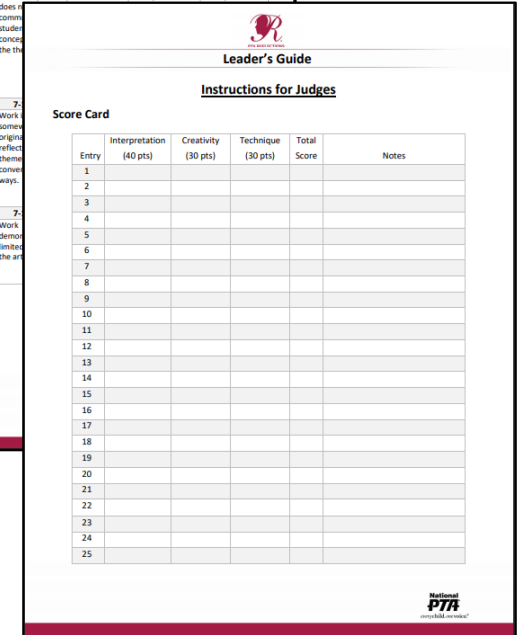 does n
comm
studen
concep
the the
7-
Work i
somew
origina
reflect
theme
conver
ways.
7-
Work
demon
limited
the art
R
PTA REFLECTIONS
Leader's Guide
Instructions for Judges
Score Card
Entry Interpretation (40 pts) Creativity (30 pts) Technique (30 pts) Total Score Notes
1
2
3
4
5
6
7
8
9
10
11
12
13
14
15
16
17
18
19
20
21
22
23
24
25
National
PTA
everychild.onevoice.®